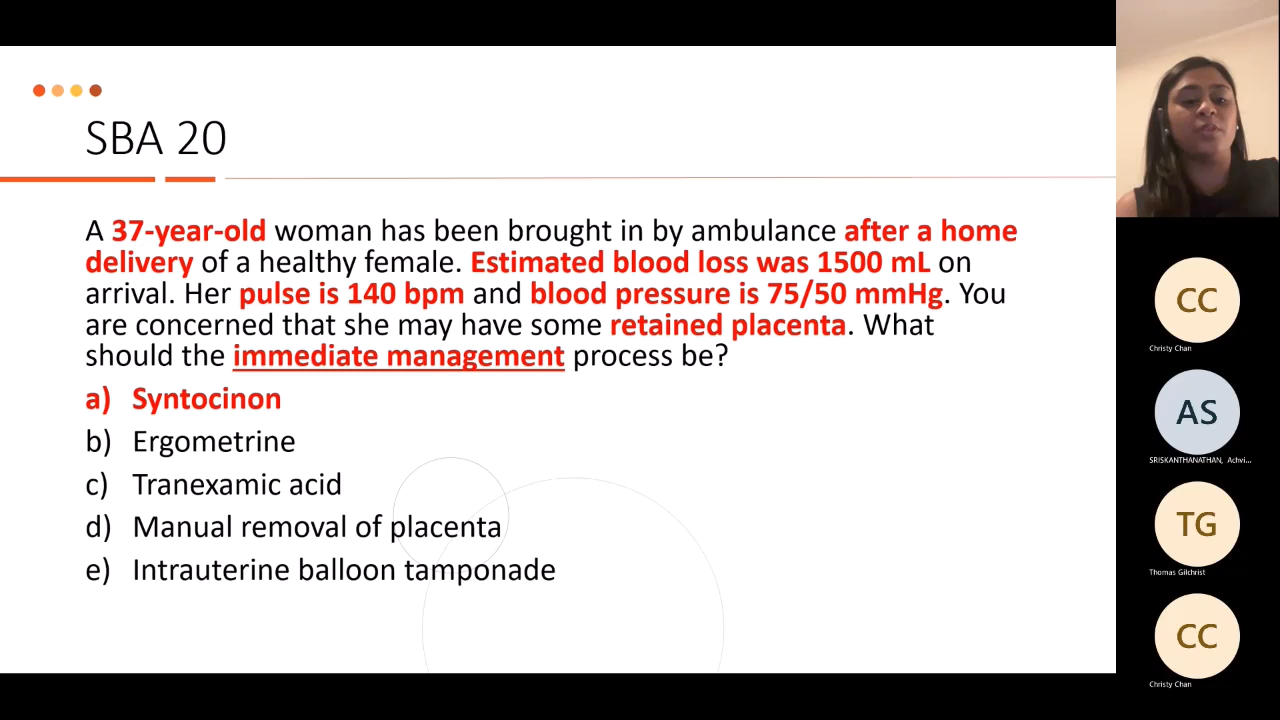 SBA 20
A 37-year-old woman has been brought in by ambulance after a home
delivery of a healthy female. Estimated blood loss was 1500 mL on
arrival. Her pulse is 140 bpm and blood pressure is 75/50 mmHg. You
are concerned that she may have some retained placenta. What
should the immediate management process be?
a) Syntocinon
b) Ergometrine
c) Tranexamic acid
d) Manual removal of placenta
e) Intrauterine balloon tamponade
CC
Christy Chan
AS
SRISKANTHANATHAN, Achvi...
TG
Thomas Gilchrist
CC
Christy Chan